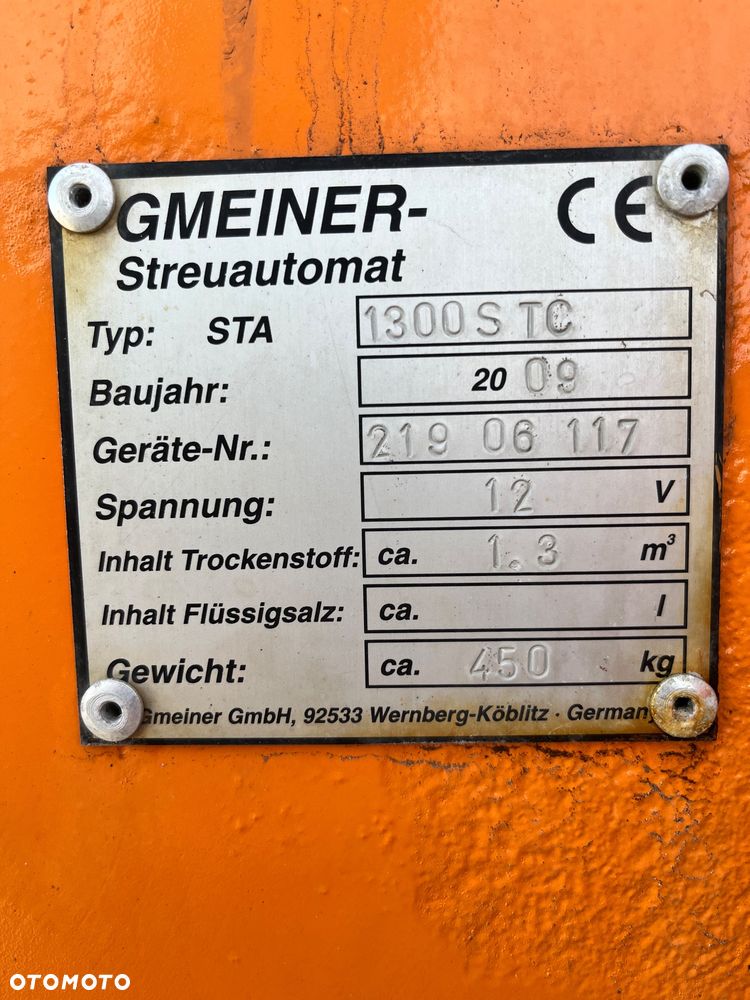 GMEINER- CE
Streuautomat
Typ: STA 1300 S TC
Baujahr: 20 09
Geräte-Nr.: 219 06 117
Spannung: 12 V
Inhalt Trockenstoff: ca. 1.3 m³
Inhalt Flüssigsalz: ca. l
Gewicht: ca. 450 kg
Gmeiner GmbH, 92533 Wernberg-Köblitz · Germany
OTOMOTO